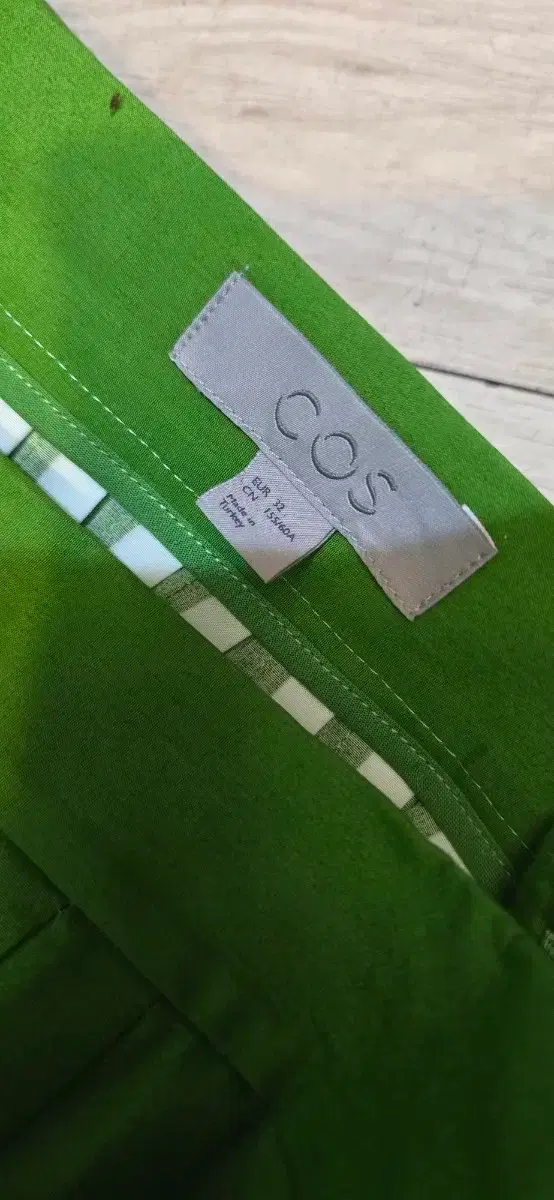 COS
EUR 32
CN 155/60A
Made in
Turkey